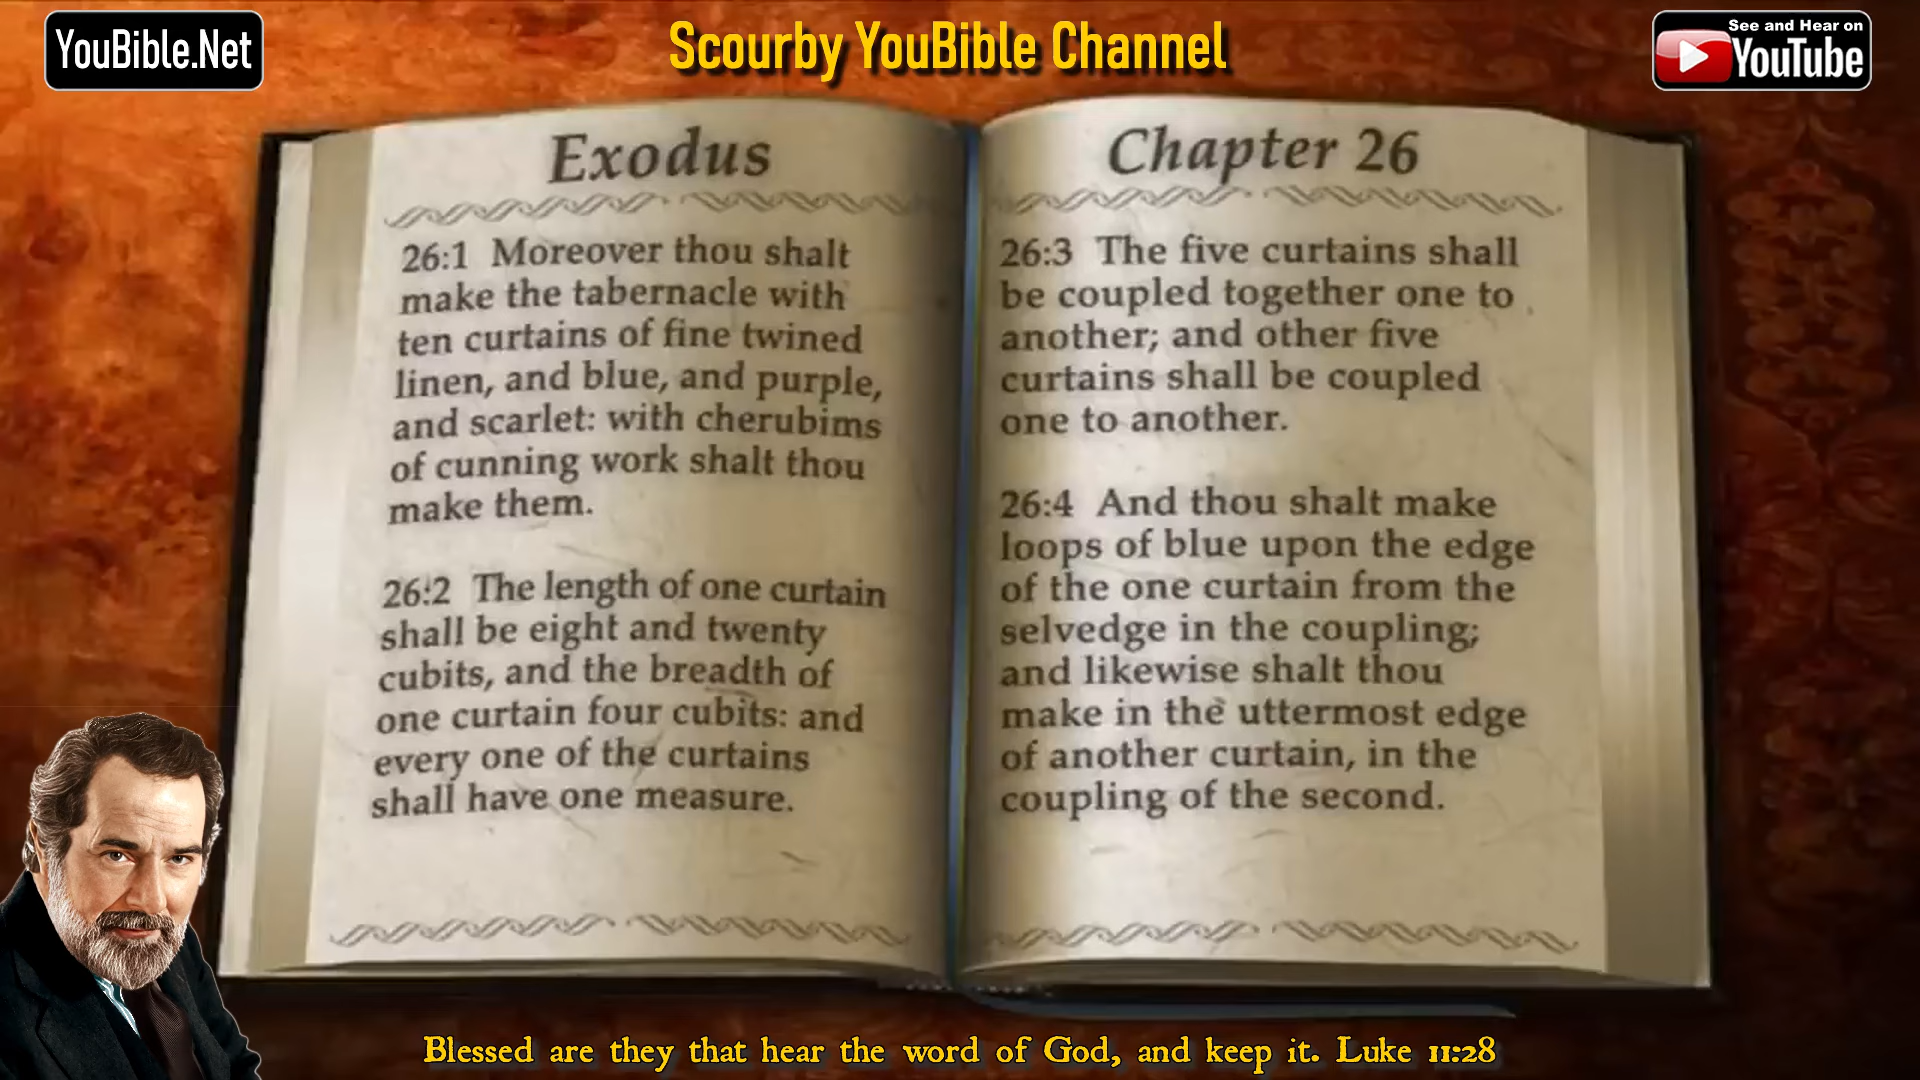 YouBible.Net
Scourby YouBible Channel
See and Hear on
YouTube
Exodus
26:1 Moreover thou shalt
make the tabernacle with
ten curtains of fine twined
linen, and blue, and purple,
and scarlet: with cherubims
of cunning work shalt thou
make them.
26:2 The length of one curtain
shall be eight and twenty
cubits, and the breadth of
one curtain four cubits: and
every one of the curtains
shall have one measure.
Chapter 26
26:3 The five curtains shall
be coupled together one to
another; and other five
curtains shall be coupled
one to another.
26:4 And thou shalt make
loops of blue upon the edge
of the one curtain from the
selvedge in the coupling;
and likewise shalt thou
make in the uttermost edge
of another curtain, in the
coupling of the second.
Blessed are they that hear the word of God, and keep it. Luke 11:28